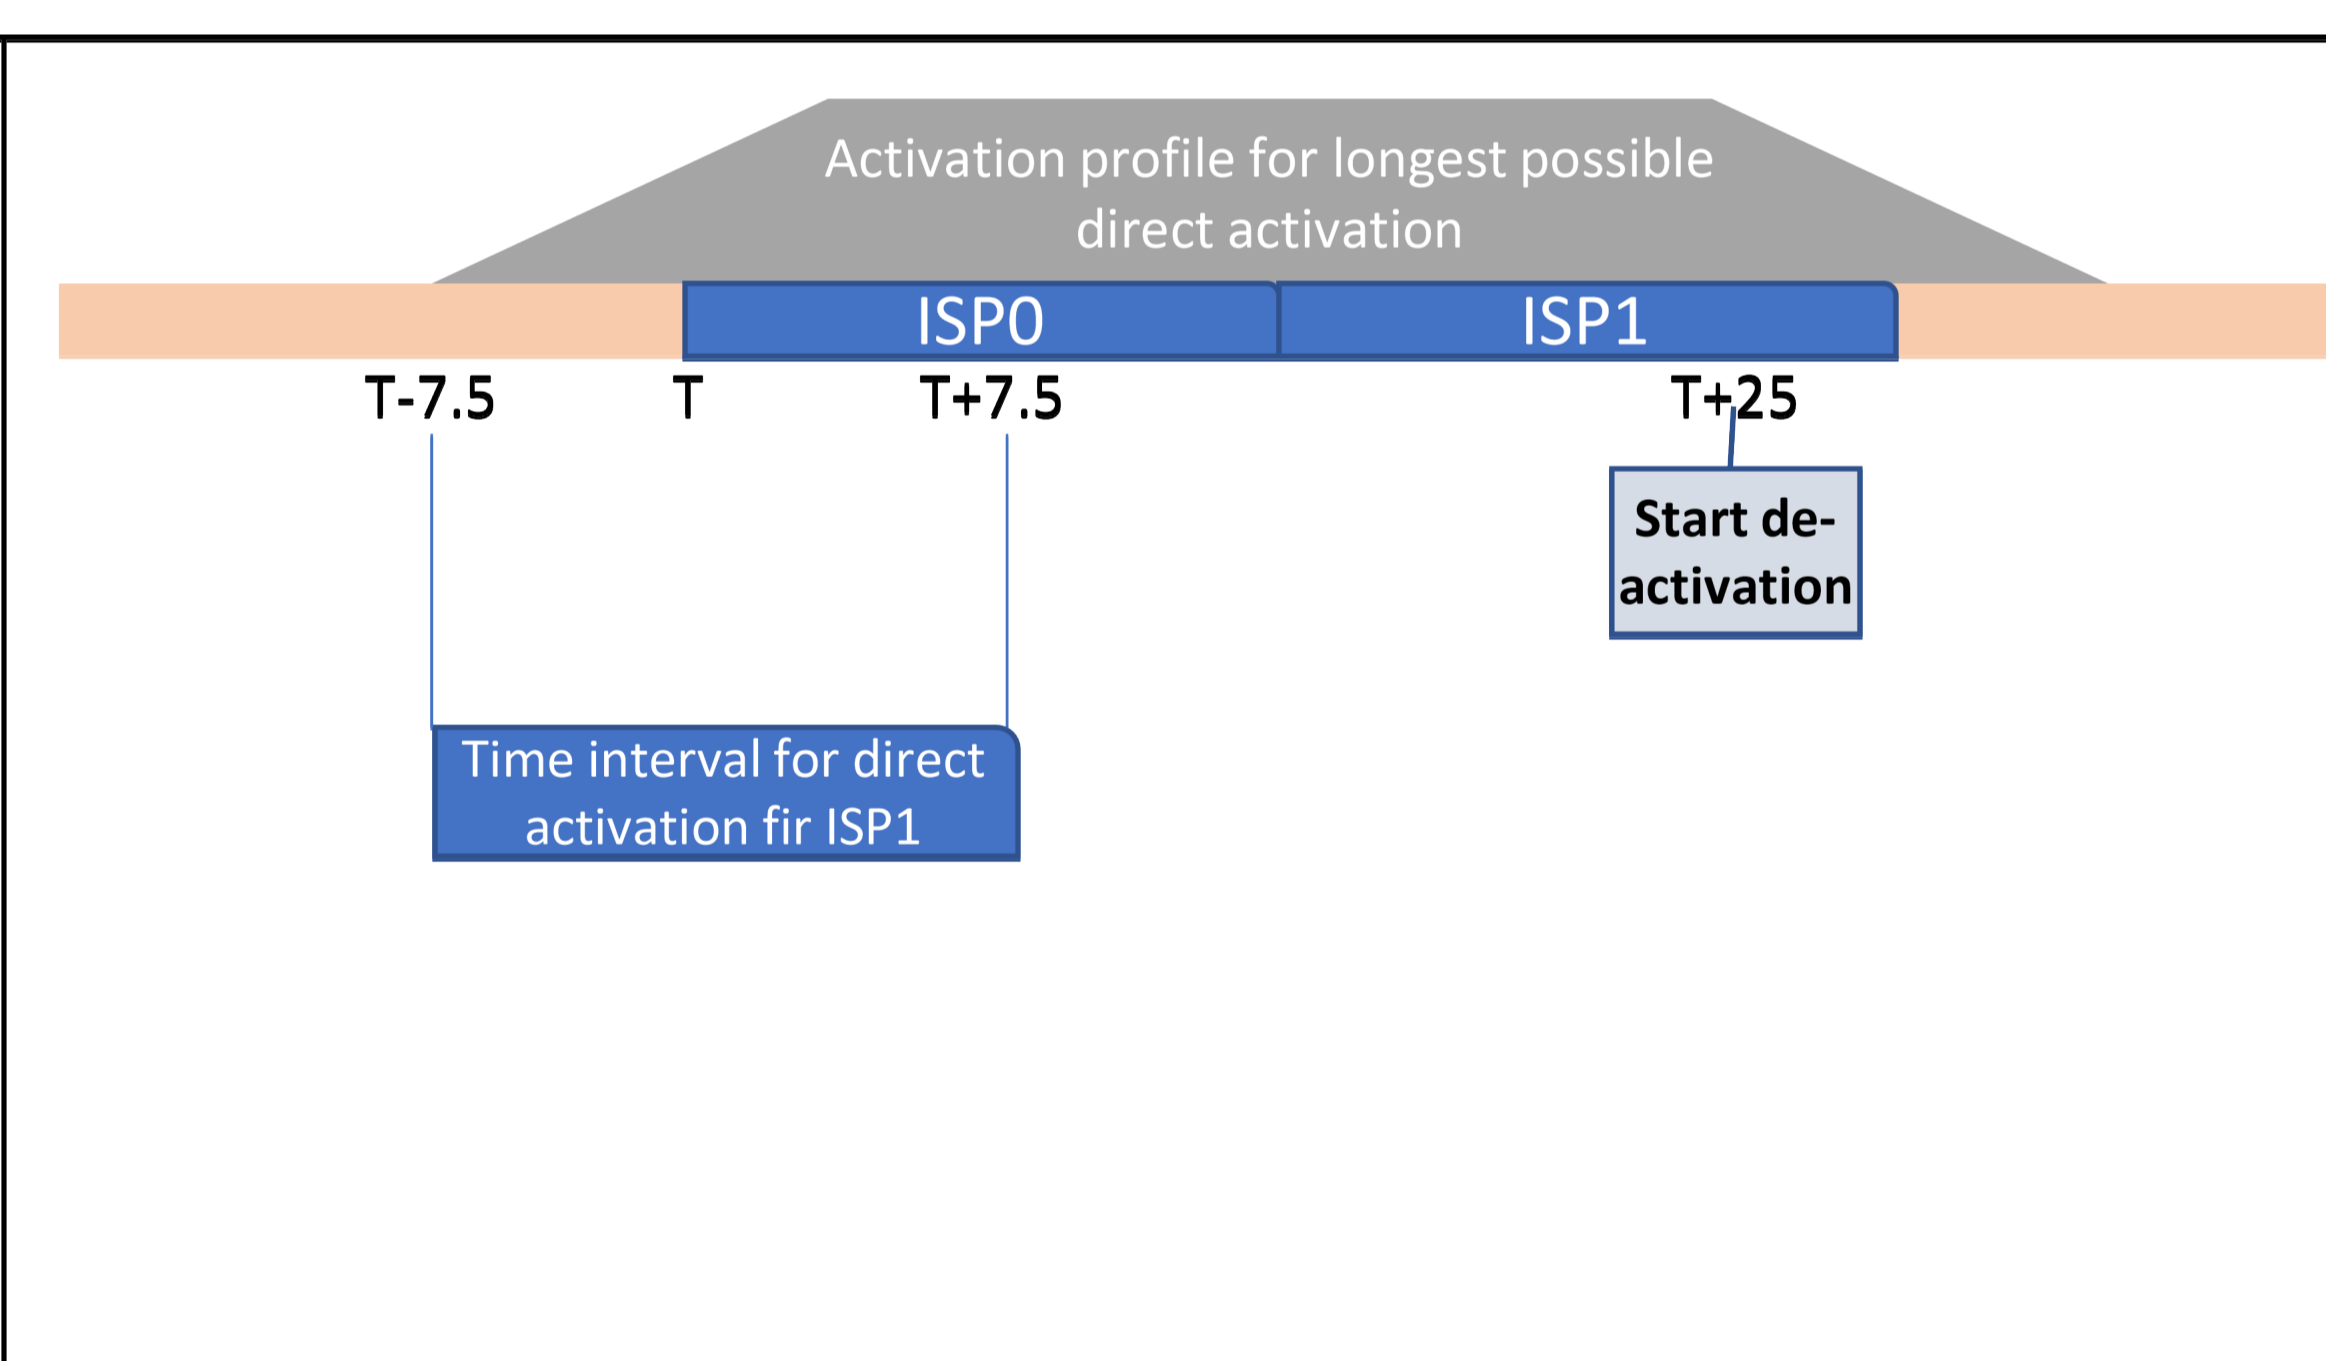 Activation profile for longest possible
direct activation
ISP0
ISP1
T-7.5
T
T+7.5
T+25
Start de-
activation
Time interval for direct
activation fir ISP1